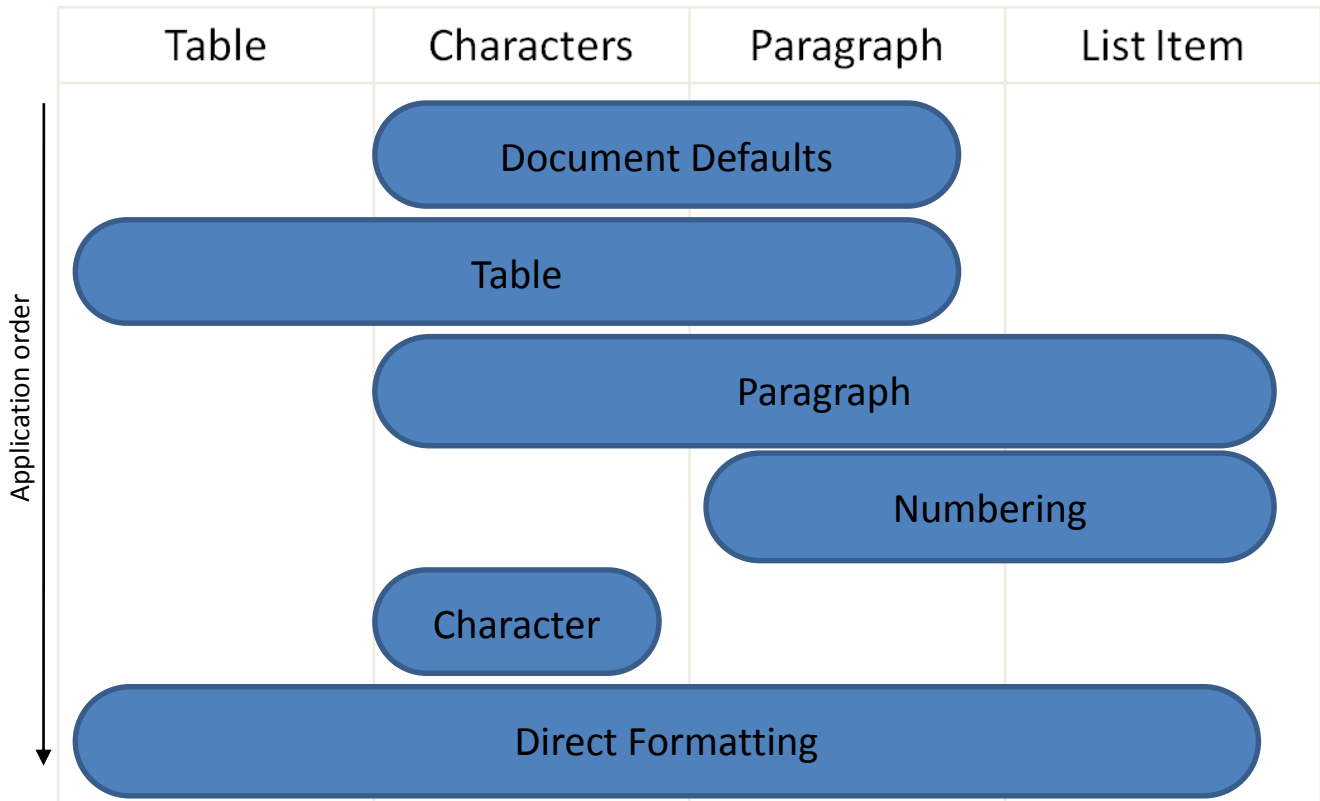 Table Characters Paragraph List Item
Document Defaults
Table
Paragraph
Numbering
Character
Direct Formatting
Application order